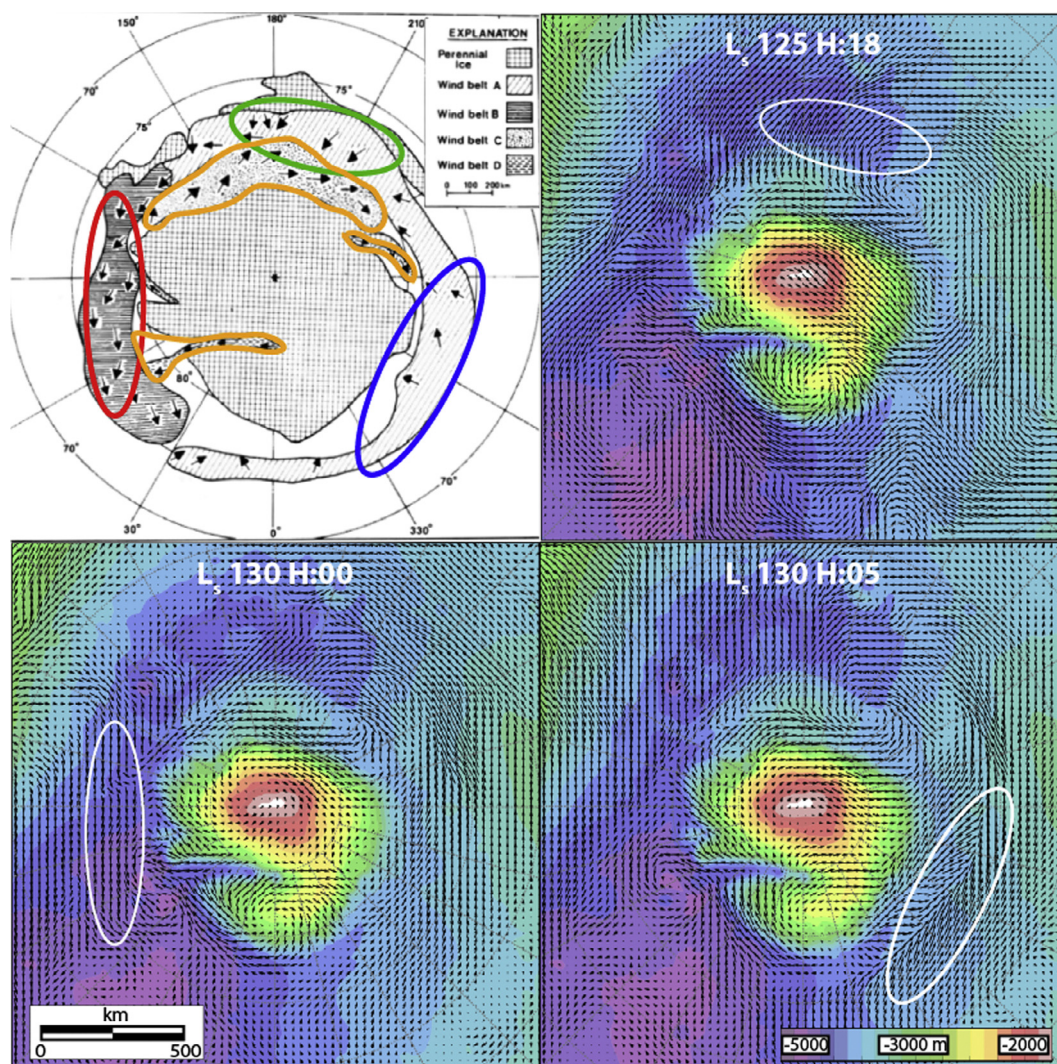 150°
180°
210°
EXPLANATION
Perennial
Ice
Wind belt A
Wind belt B
Wind belt C
Wind belt D
0 100 200km
70°
75°
75°
80°
70°
70°
30°
0°
330°
Ls 125 H:18
Ls 130 H:00
Ls 130 H:05
km
0 500
-5000 -3000 m -2000